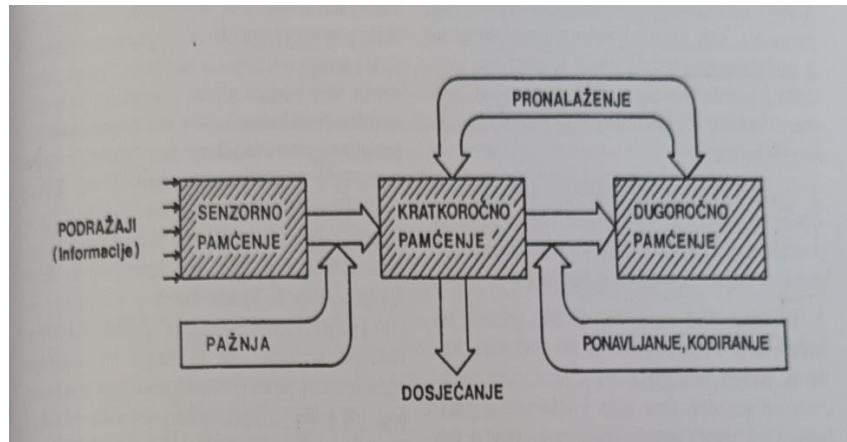 PRONALAŽENJE
PODRAŽAJI
(Informacije)
SENZORNO
PAMĆENJE
KRATKOROČNO
PAMĆENJE
DUGOROČNO
PAMĆENJE
PAŽNJA
PONAVLJANJE, KODIRANJE
DOSJEĆANJE